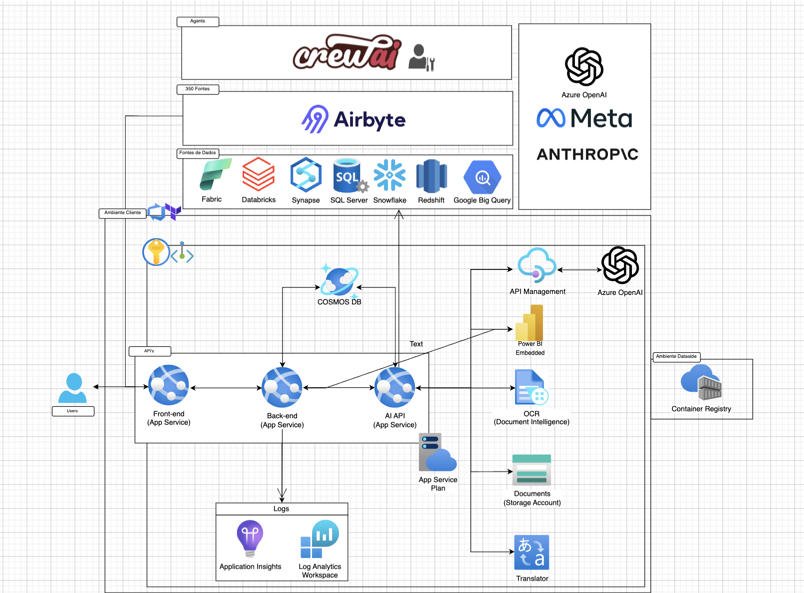 Agents
crewai
350 Fontes
Airbyte
Fontes de Dados
Fabric
Databricks
Synapse
SQL
SQL Server
Snowflake
Redshift
Google Big Query
Azure OpenAI
Meta
ANTHROP\C
Ambiente Cliente
COSMOS DB
API Management
Azure OpenAI
Text
Power BI
Embedded
API's
Users
Front-end
(App Service)
Back-end
(App Service)
AI API
(App Service)
OCR
(Document Intelligence)
Ambiente Dataside
Container Registry
App Service
Plan
Documents
(Storage Account)
Logs
Application Insights
Log Analytics
Workspace
あ
a
Translator